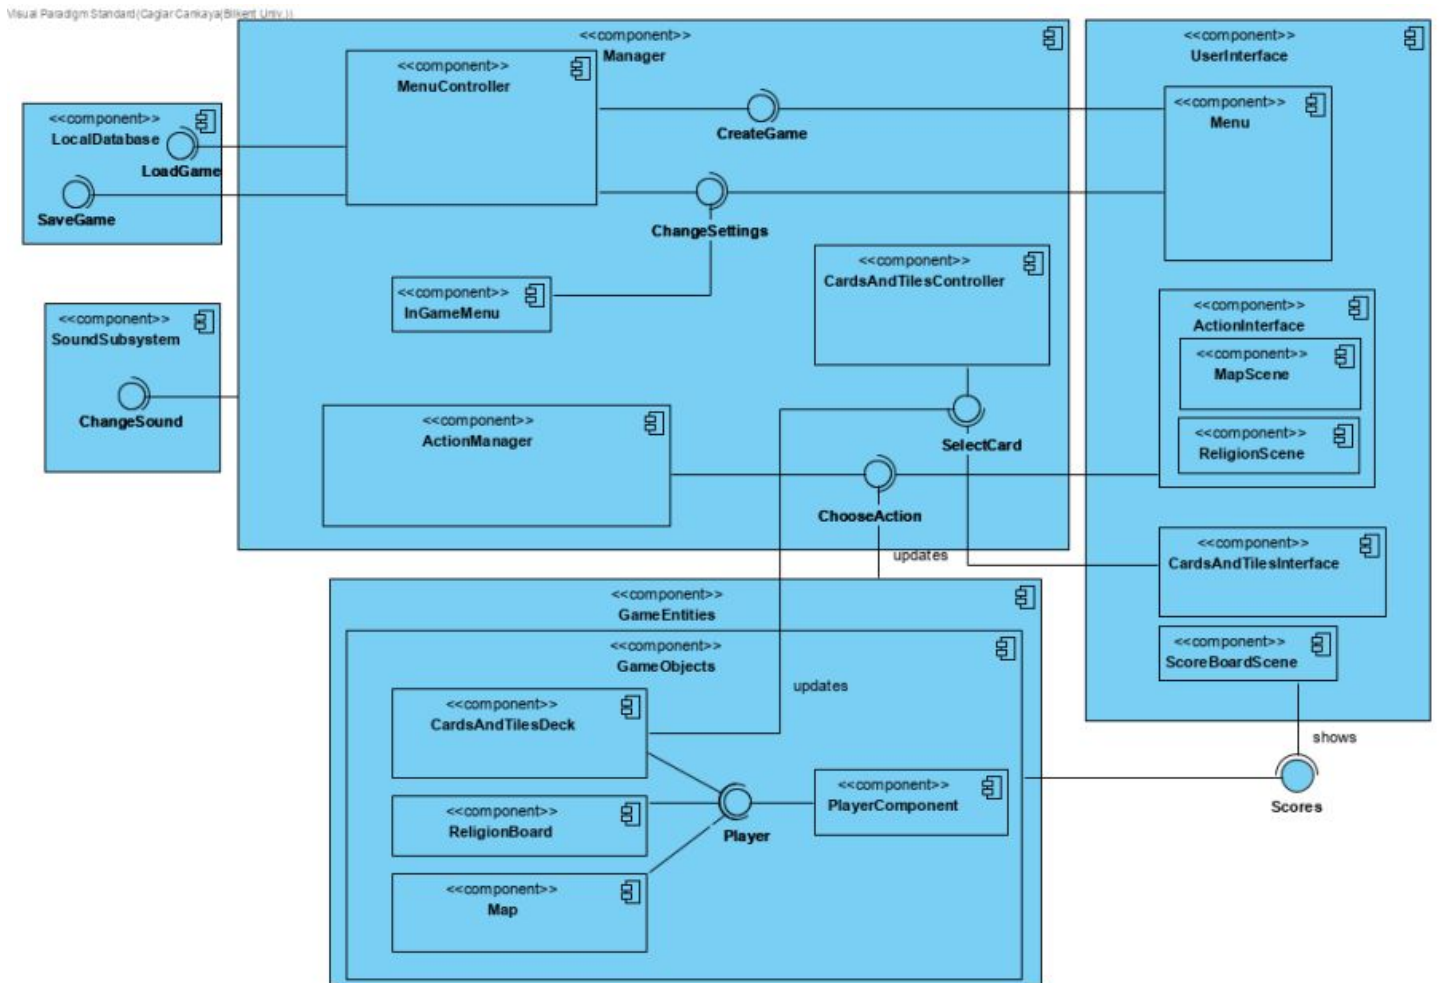 Visual Paradigm Standard(Caglar Cankaya(Bilkent Univ.))
<<component>>
Manager
<<component>>
UserInterface
<<component>>
MenuController
<<component>>
Menu
CreateGame
<<component>>
LocalDatabase
LoadGame
SaveGame
ChangeSettings
<<component>>
CardsAndTilesController
<<component>>
InGameMenu
<<component>>
ActionInterface
<<component>>
MapScene
<<component>>
ReligionScene
<<component>>
SoundSubsystem
ChangeSound
<<component>>
ActionManager
SelectCard
ChooseAction
updates
<<component>>
CardsAndTilesInterface
<<component>>
ScoreBoardScene
shows
Scores
<<component>>
GameEntities
<<component>>
GameObjects
updates
<<component>>
CardsAndTilesDeck
<<component>>
ReligionBoard
<<component>>
Map
Player
<<component>>
PlayerComponent